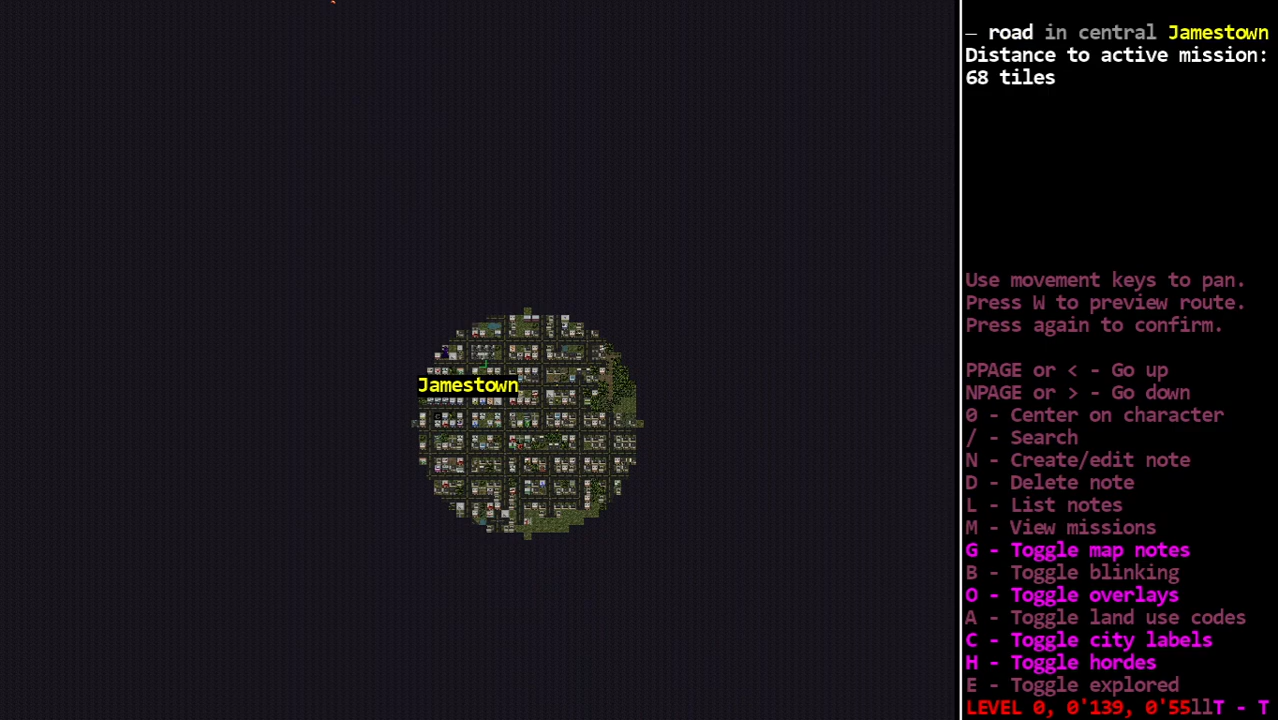 — road in central Jamestown
Distance to active mission:
68 tiles
Jamestown
Use movement keys to pan.
Press W to preview route.
Press again to confirm.
PPAGE or < - Go up
NPAGE or > - Go down
0 - Center on character
/ - Search
N - Create/edit note
D - Delete note
L - List notes
M - View missions
G - Toggle map notes
B - Toggle blinking
O - Toggle overlays
A - Toggle land use codes
C - Toggle city labels
H - Toggle hordes
E - Toggle explored
LEVEL 0, 0'139, 0'55llT - T